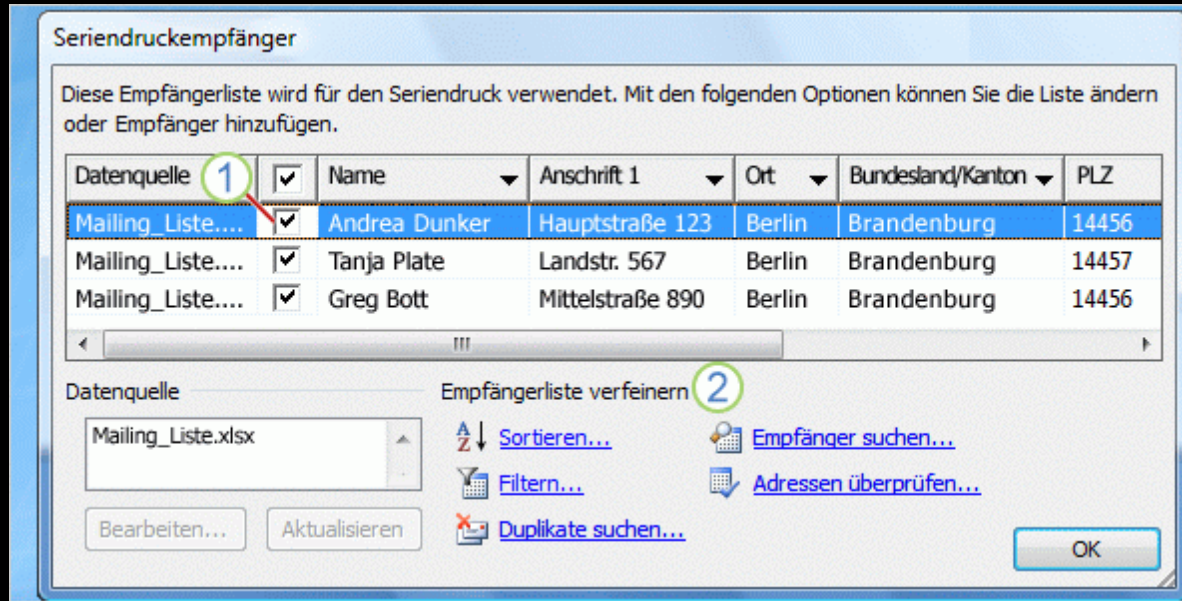 Seriendruckempfänger
Diese Empfängerliste wird für den Seriendruck verwendet. Mit den folgenden Optionen können Sie die Liste ändern
oder Empfänger hinzufügen.
Datenquelle 1 Name Anschrift 1 Ort Bundesland/Kanton PLZ
Mailing_Liste.... Andrea Dunker Hauptstraße 123 Berlin Brandenburg 14456
Mailing_Liste.... Tanja Plate Landstr. 567 Berlin Brandenburg 14457
Mailing_Liste.... Greg Bott Mittelstraße 890 Berlin Brandenburg 14456
Datenquelle Empfängerliste verfeinern 2
Mailing_Liste.xlsx
Sortieren... Empfänger suchen...
Filtern... Adressen überprüfen...
Bearbeiten... Aktualisieren Duplikate suchen...
OK